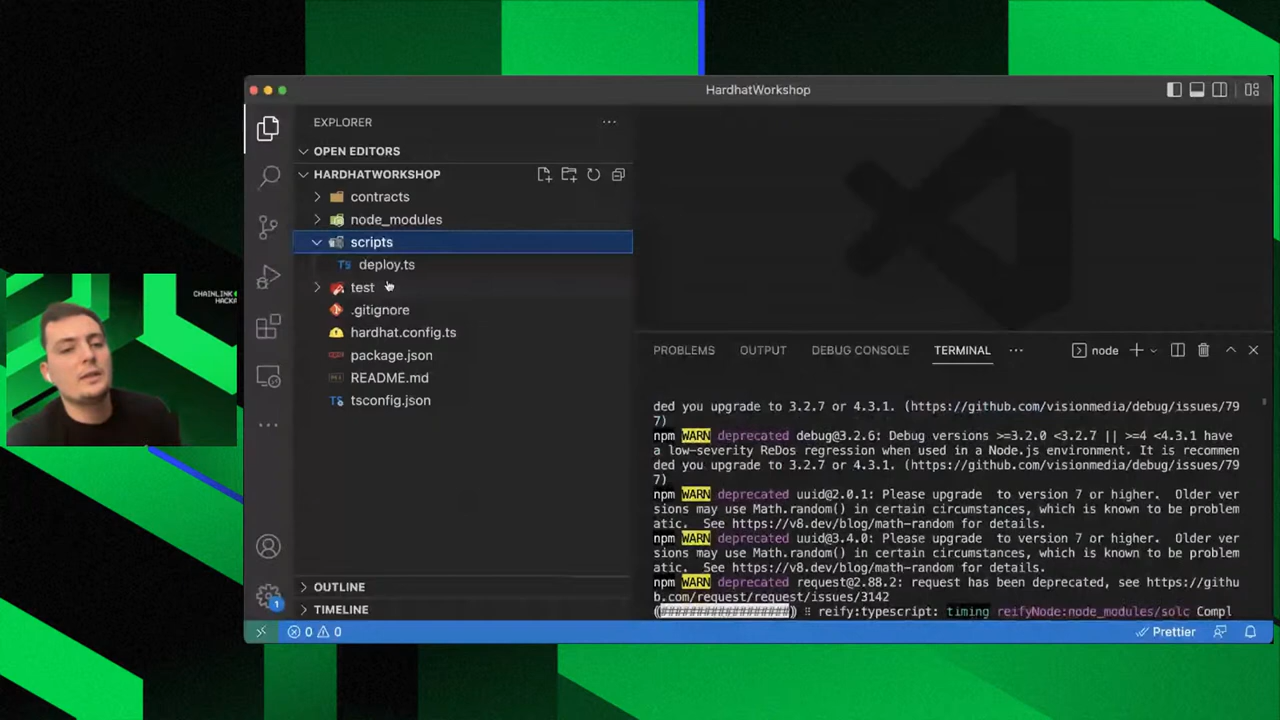 HardhatWorkshop
EXPLORER
OPEN EDITORS
HARDHATWORKSHOP
contracts
node_modules
scripts
TS deploy.ts
test
.gitignore
hardhat.config.ts
package.json
README.md
TS tsconfig.json
OUTLINE
TIMELINE
PROBLEMS OUTPUT DEBUG CONSOLE TERMINAL ··· node
ded you upgrade to 3.2.7 or 4.3.1. (https://github.com/visionmedia/debug/issues/79
7)
npm WARN deprecated debug@3.2.6: Debug versions >=3.2.0 <3.2.7 || >=4 <4.3.1 have
a low-severity ReDos regression when used in a Node.js environment. It is recommen
ded you upgrade to 3.2.7 or 4.3.1. (https://github.com/visionmedia/debug/issues/79
7)
npm WARN deprecated uuid@2.0.1: Please upgrade  to version 7 or higher.  Older ver
sions may use Math.random() in certain circumstances, which is known to be problem
atic.  See https://v8.dev/blog/math-random for details.
npm WARN deprecated uuid@3.4.0: Please upgrade  to version 7 or higher.  Older ver
sions may use Math.random() in certain circumstances, which is known to be problem
atic.  See https://v8.dev/blog/math-random for details.
npm WARN deprecated request@2.88.2: request has been deprecated, see https://githu
b.com/request/request/issues/3142
reify:typescript: timing reifyNode:node_modules/solc Compl
1
0 0
Prettier
CHAINLINK
HACKA